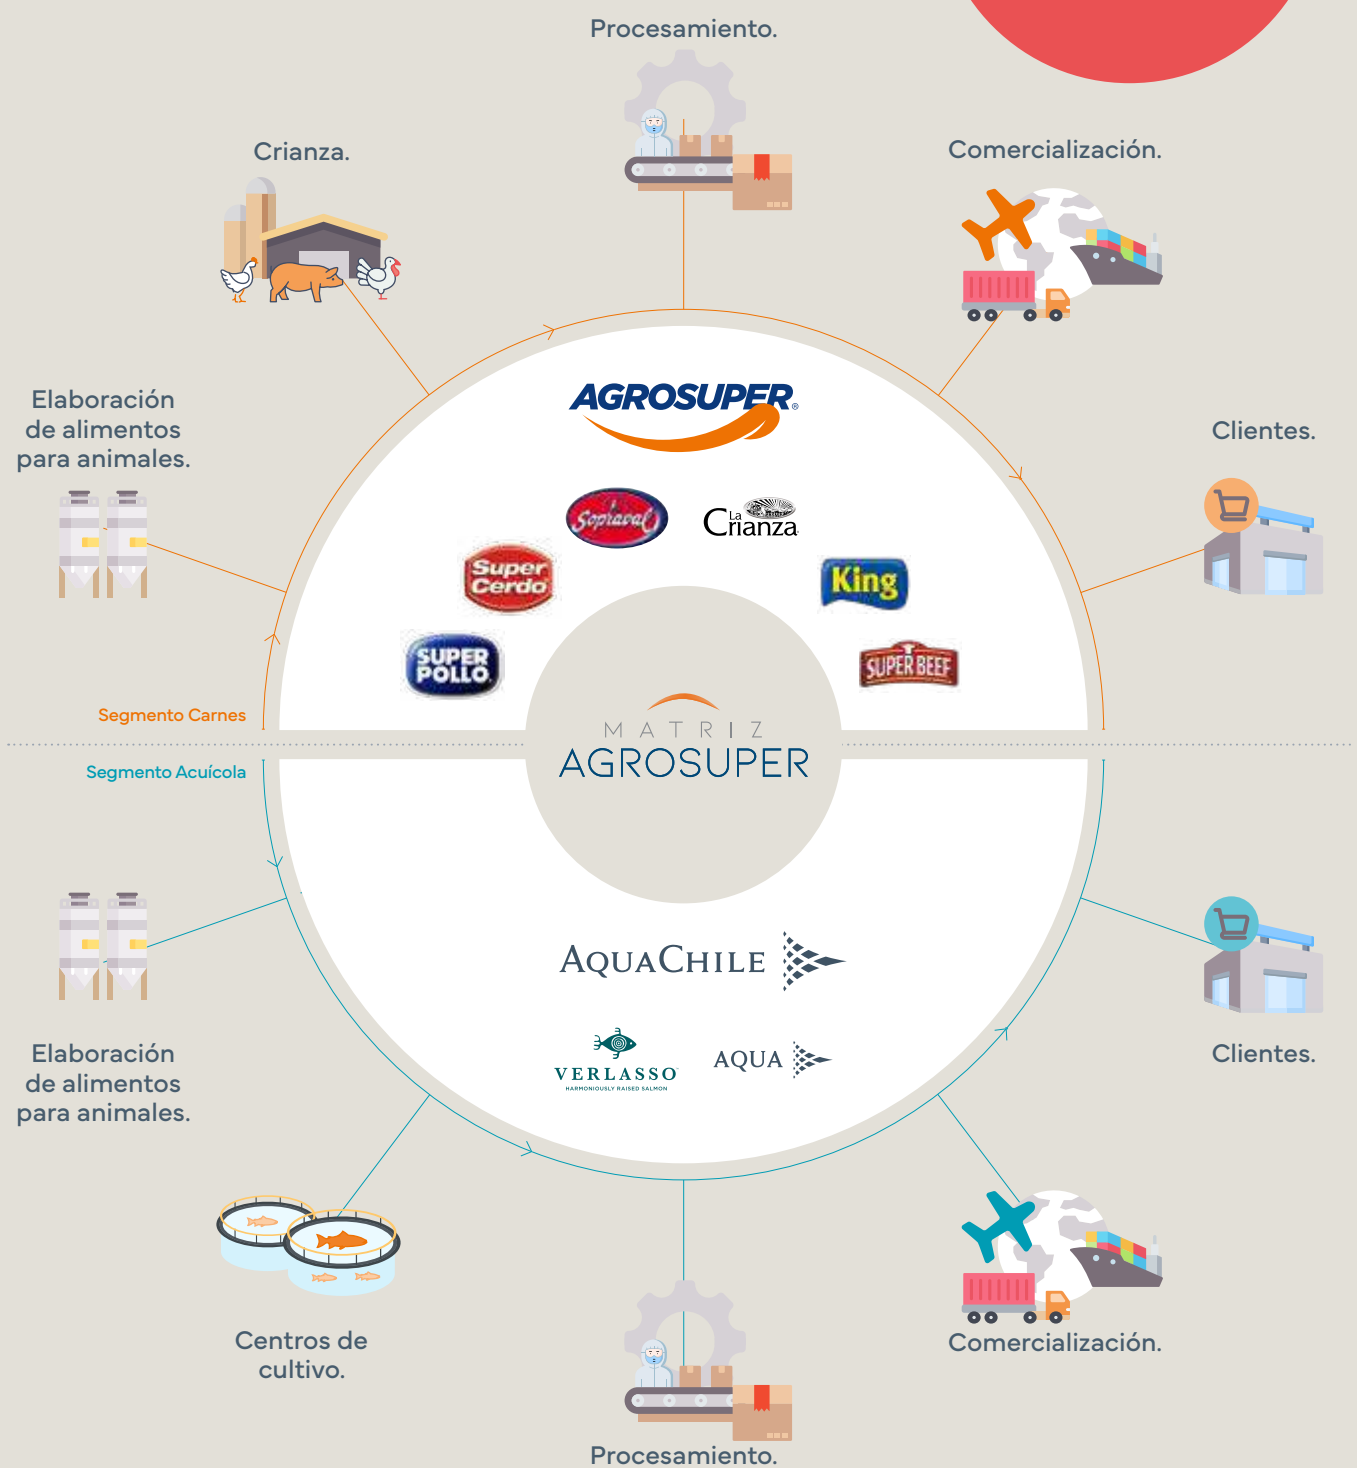 Procesamiento.
Crianza.
Comercialización.
Elaboración
de alimentos
para animales.
Clientes.
AGROSUPER®
Sopraval
La
Crianza
Super
Cerdo
King
SUPER
POLLO
SUPER BEEF
Segmento Carnes
MATRIZ
AGROSUPER
Segmento Acuícola
AQUACHILE
VERLASSO
HARMONIOUSLY RAISED SALMON
AQUA
Elaboración
de alimentos
para animales.
Clientes.
Centros de
cultivo.
Comercialización.
Procesamiento.